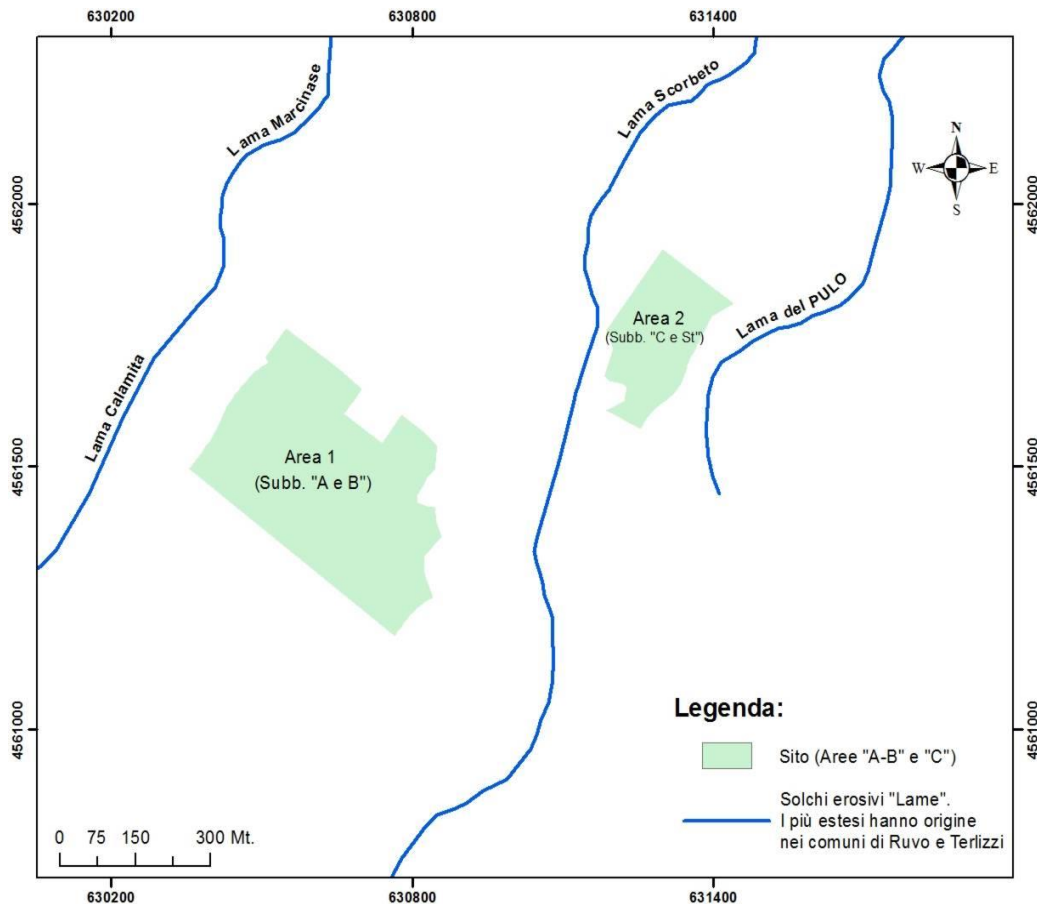 630200 630800 631400
Lama Marcinase
Lama Scorbeto
N
W E
S
4562000 4562000
Lama del PULO
Area 2
(Subb. "C e St")
Lama Calamita
Area 1
(Subb. "A e B")
4561500 4561500
4561000 4561000
Legenda:
Sito (Aree "A-B" e "C")
Solchi erosivi "Lame".
I più estesi hanno origine
nei comuni di Ruvo e Terlizzi
0 75 150 300 Mt.
630200 630800 631400